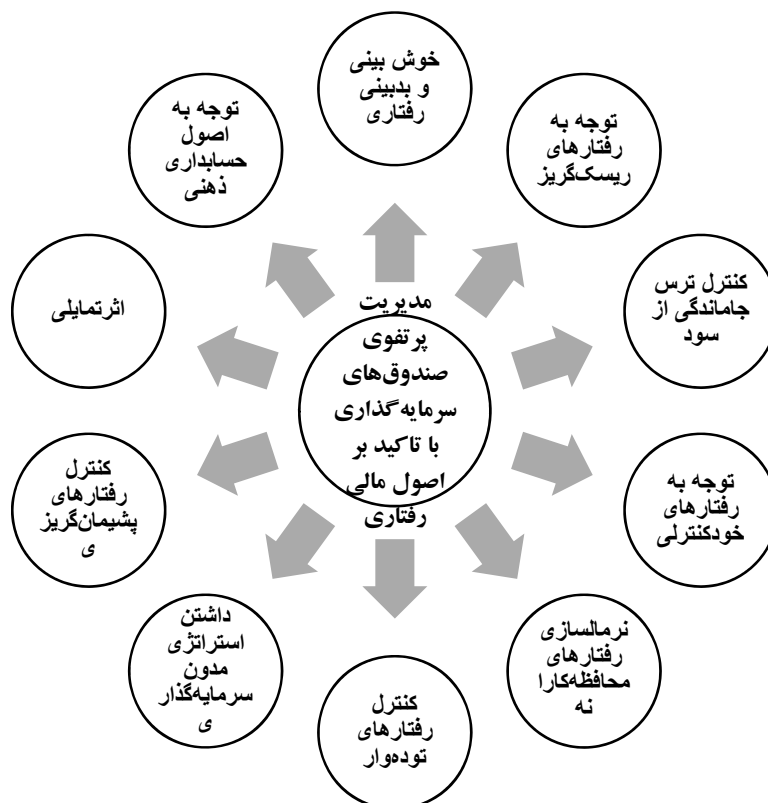 خوش بینی
و بدبینی
رفتاری
توجه به
رفتارهای
ریسک‌گریز
کنترل ترس
جاماندگی از
سود
توجه به
رفتارهای
خودکنترلی
نرمالسازی
رفتارهای
محافظه‌کارا
نه
کنترل
رفتارهای
توده‌وار
داشتن
استراتژی
مدون
سرمایه‌گذار
ی
کنترل
رفتارهای
پشیمان‌گریز
ی
اثرتمایلی
توجه به
اصول
حسابداری
ذهنی
مدیریت
پرتفوی
صندوق‌های
سرمایه‌گذاری
با تاکید بر
اصول مالی
رفتاری